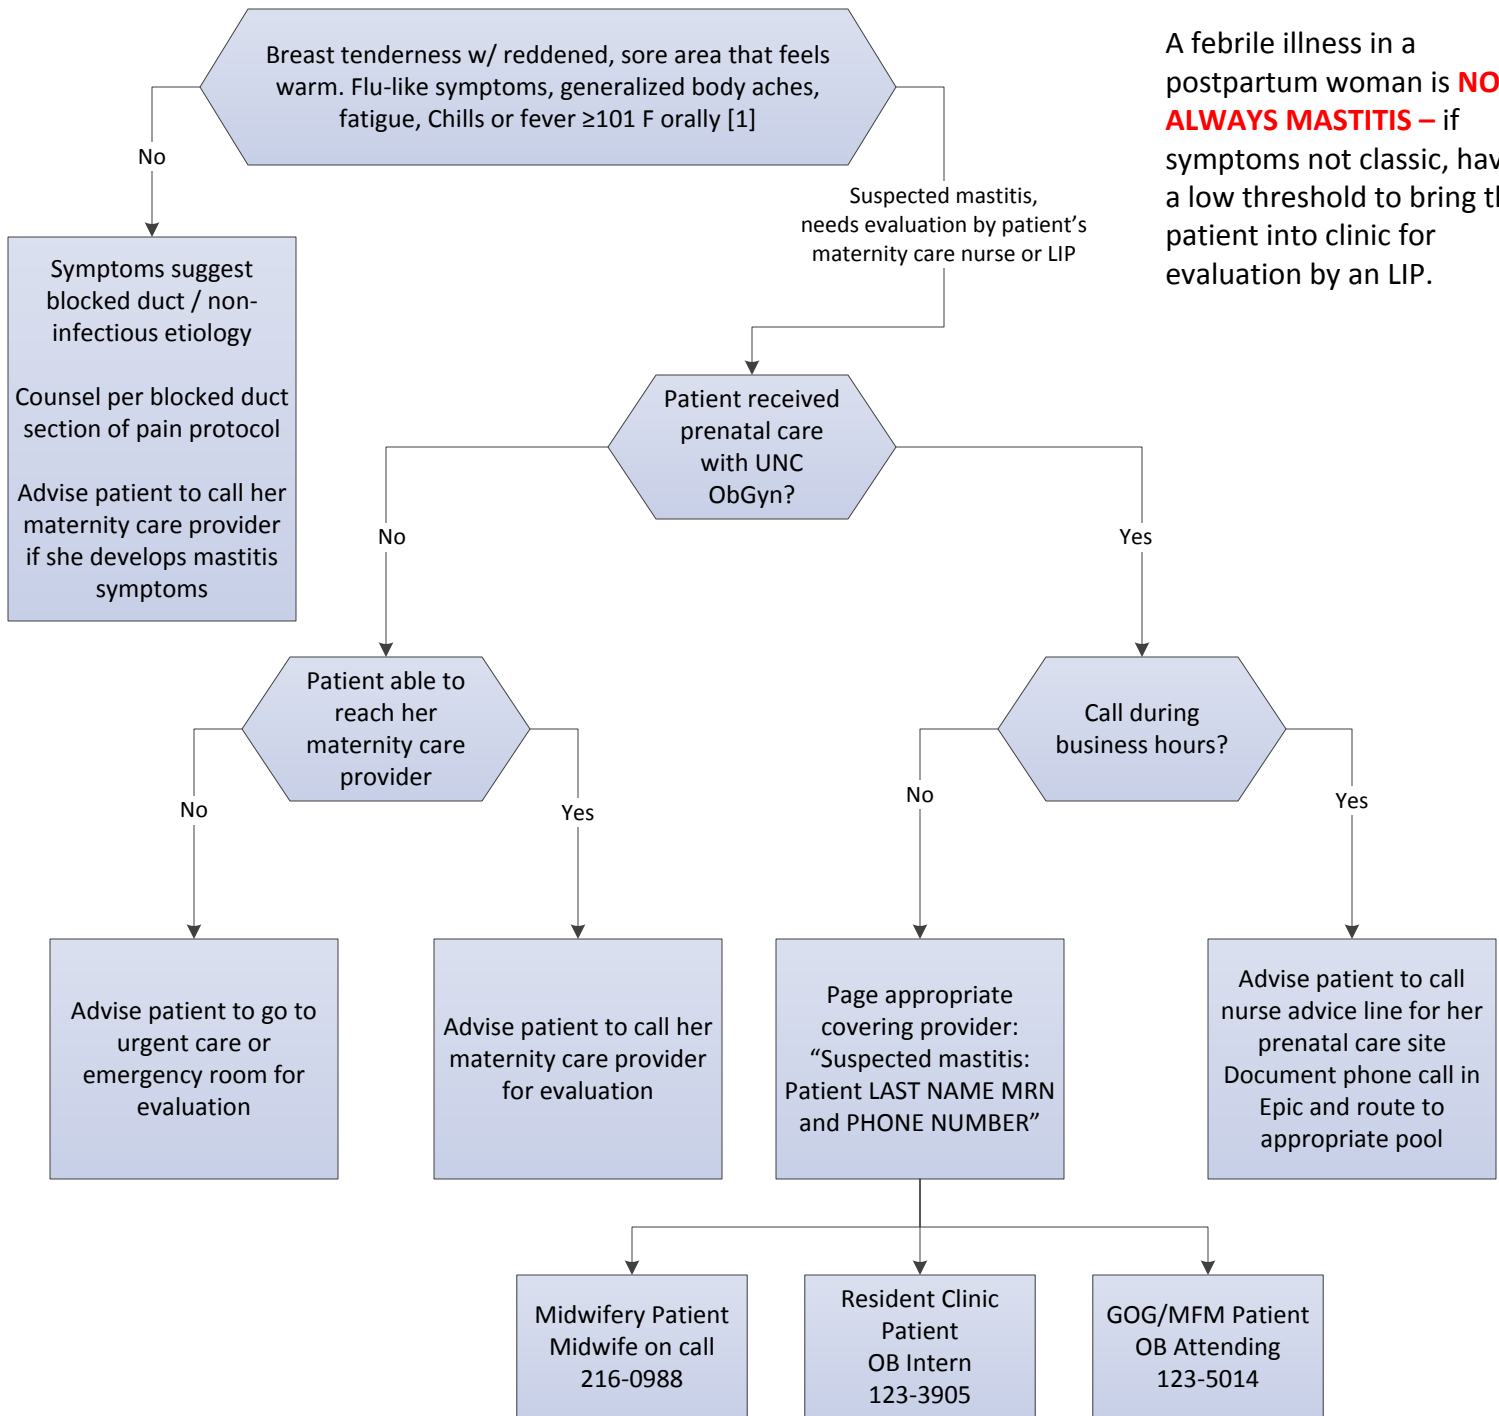 Breast tenderness w/ reddened, sore area that feels
warm. Flu-like symptoms, generalized body aches,
fatigue, Chills or fever ≥101 F orally [1]
A febrile illness in a
postpartum woman is NO
ALWAYS MASTITIS – if
symptoms not classic, hav
a low threshold to bring th
patient into clinic for
evaluation by an LIP.
No
Suspected mastitis,
needs evaluation by patient's
maternity care nurse or LIP
Symptoms suggest
blocked duct / non-
infectious etiology
Counsel per blocked duct
section of pain protocol
Advise patient to call her
maternity care provider
if she develops mastitis
symptoms
Patient received
prenatal care
with UNC
ObGyn?
No
Yes
Patient able to
reach her
maternity care
provider
Call during
business hours?
No
Yes
No
Yes
Advise patient to go to
urgent care or
emergency room for
evaluation
Advise patient to call her
maternity care provider
for evaluation
Page appropriate
covering provider:
“Suspected mastitis:
Patient LAST NAME MRN
and PHONE NUMBER”
Advise patient to call
nurse advice line for her
prenatal care site
Document phone call in
Epic and route to
appropriate pool
Midwifery Patient
Midwife on call
216-0988
Resident Clinic
Patient
OB Intern
123-3905
GOG/MFM Patient
OB Attending
123-5014